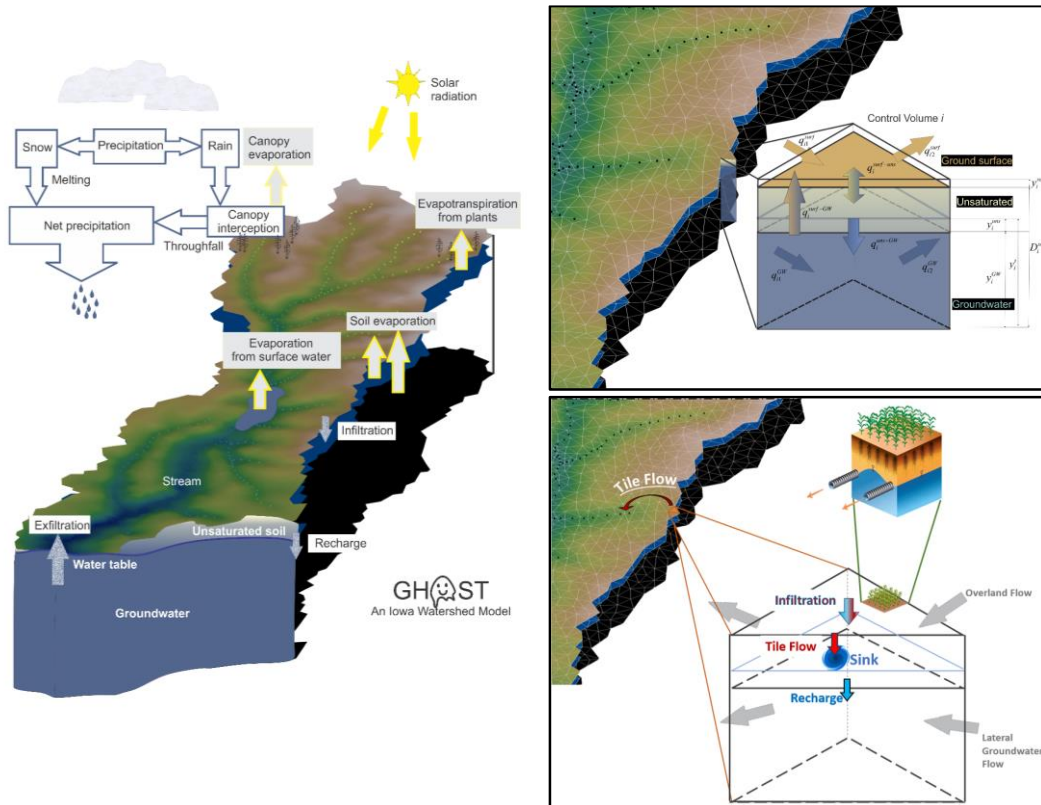 Solar
radiation
Snow
Precipitation
Rain
Canopy
evaporation
Melting
Net precipitation
Canopy
interception
Throughfall
Evapotranspiration
from plants
Soil evaporation
Evaporation
from surface water
Infiltration
Stream
Exfiltration
Unsaturated soil
Recharge
Water table
Groundwater
GHOST
An Iowa Watershed Model
Control Volume i
Ground surface
Unsaturated
Groundwater
Tile Flow
Infiltration
Overland Flow
Tile Flow
Sink
Recharge
Lateral
Groundwater
Flow